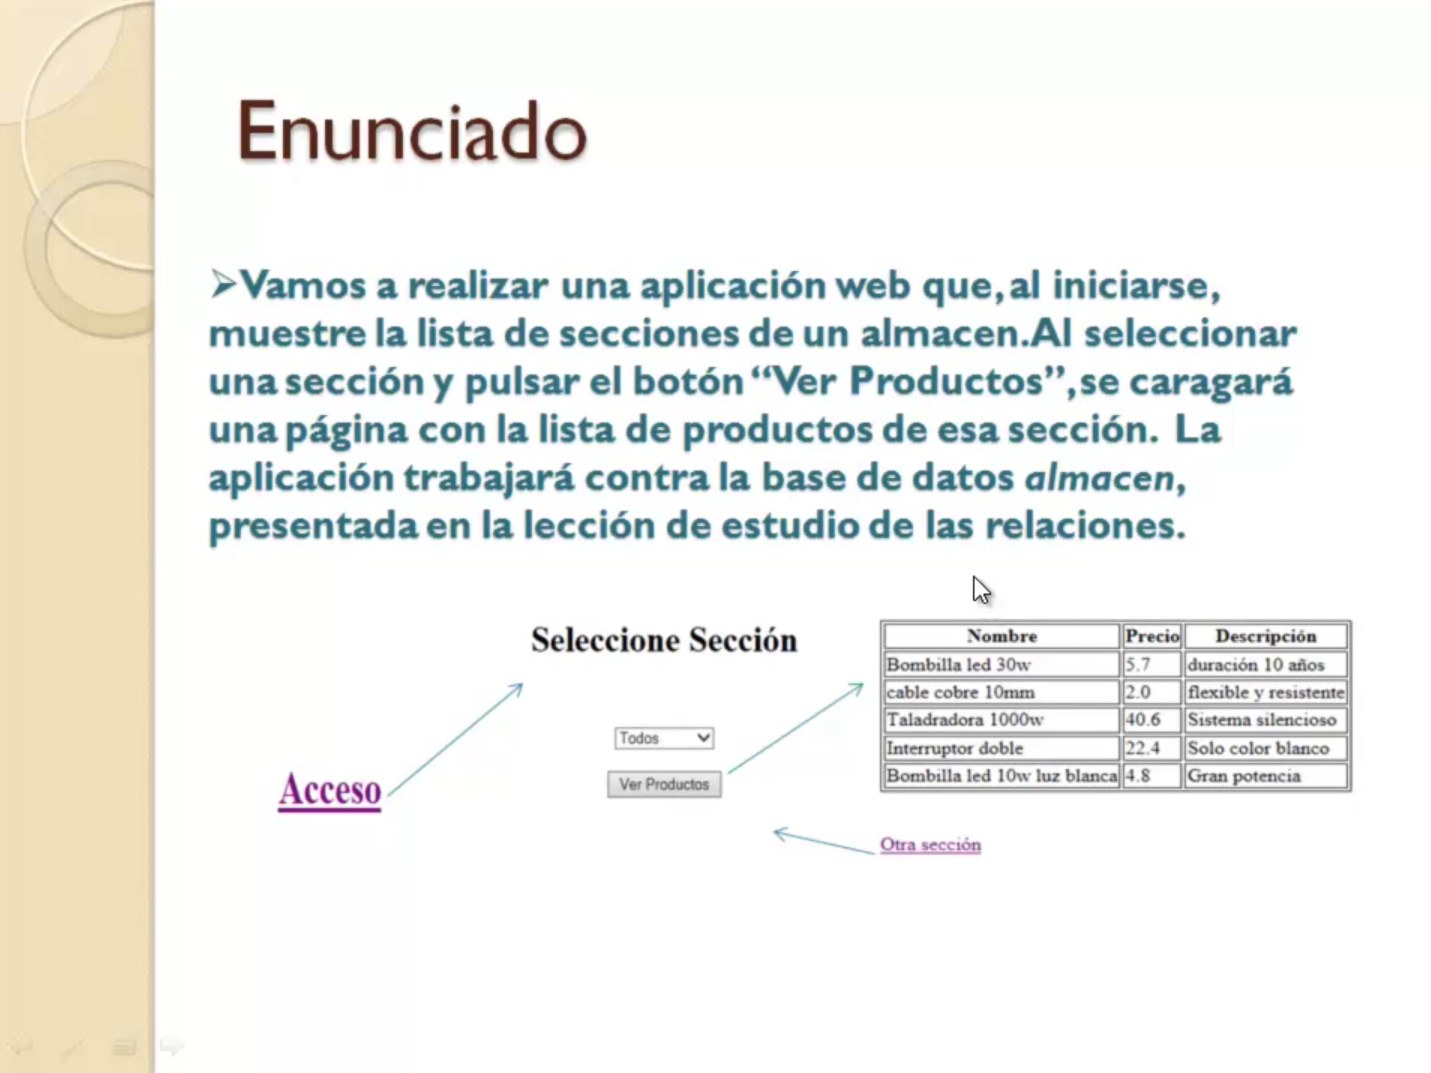 Enunciado
Vamos a realizar una aplicación web que, al iniciarse,
muestre la lista de secciones de un almacen. Al seleccionar
una sección y pulsar el botón “Ver Productos”, se caragará
una página con la lista de productos de esa sección. La
aplicación trabajará contra la base de datos almacen,
presentada en la lección de estudio de las relaciones.
Acceso
Seleccione Sección
Todos
Ver Productos
Nombre Precio Descripción
Bombilla led 30w 5.7 duración 10 años
cable cobre 10mm 2.0 flexible y resistente
Taladradora 1000w 40.6 Sistema silencioso
Interruptor doble 22.4 Solo color blanco
Bombilla led 10w luz blanca 4.8 Gran potencia
Otra sección